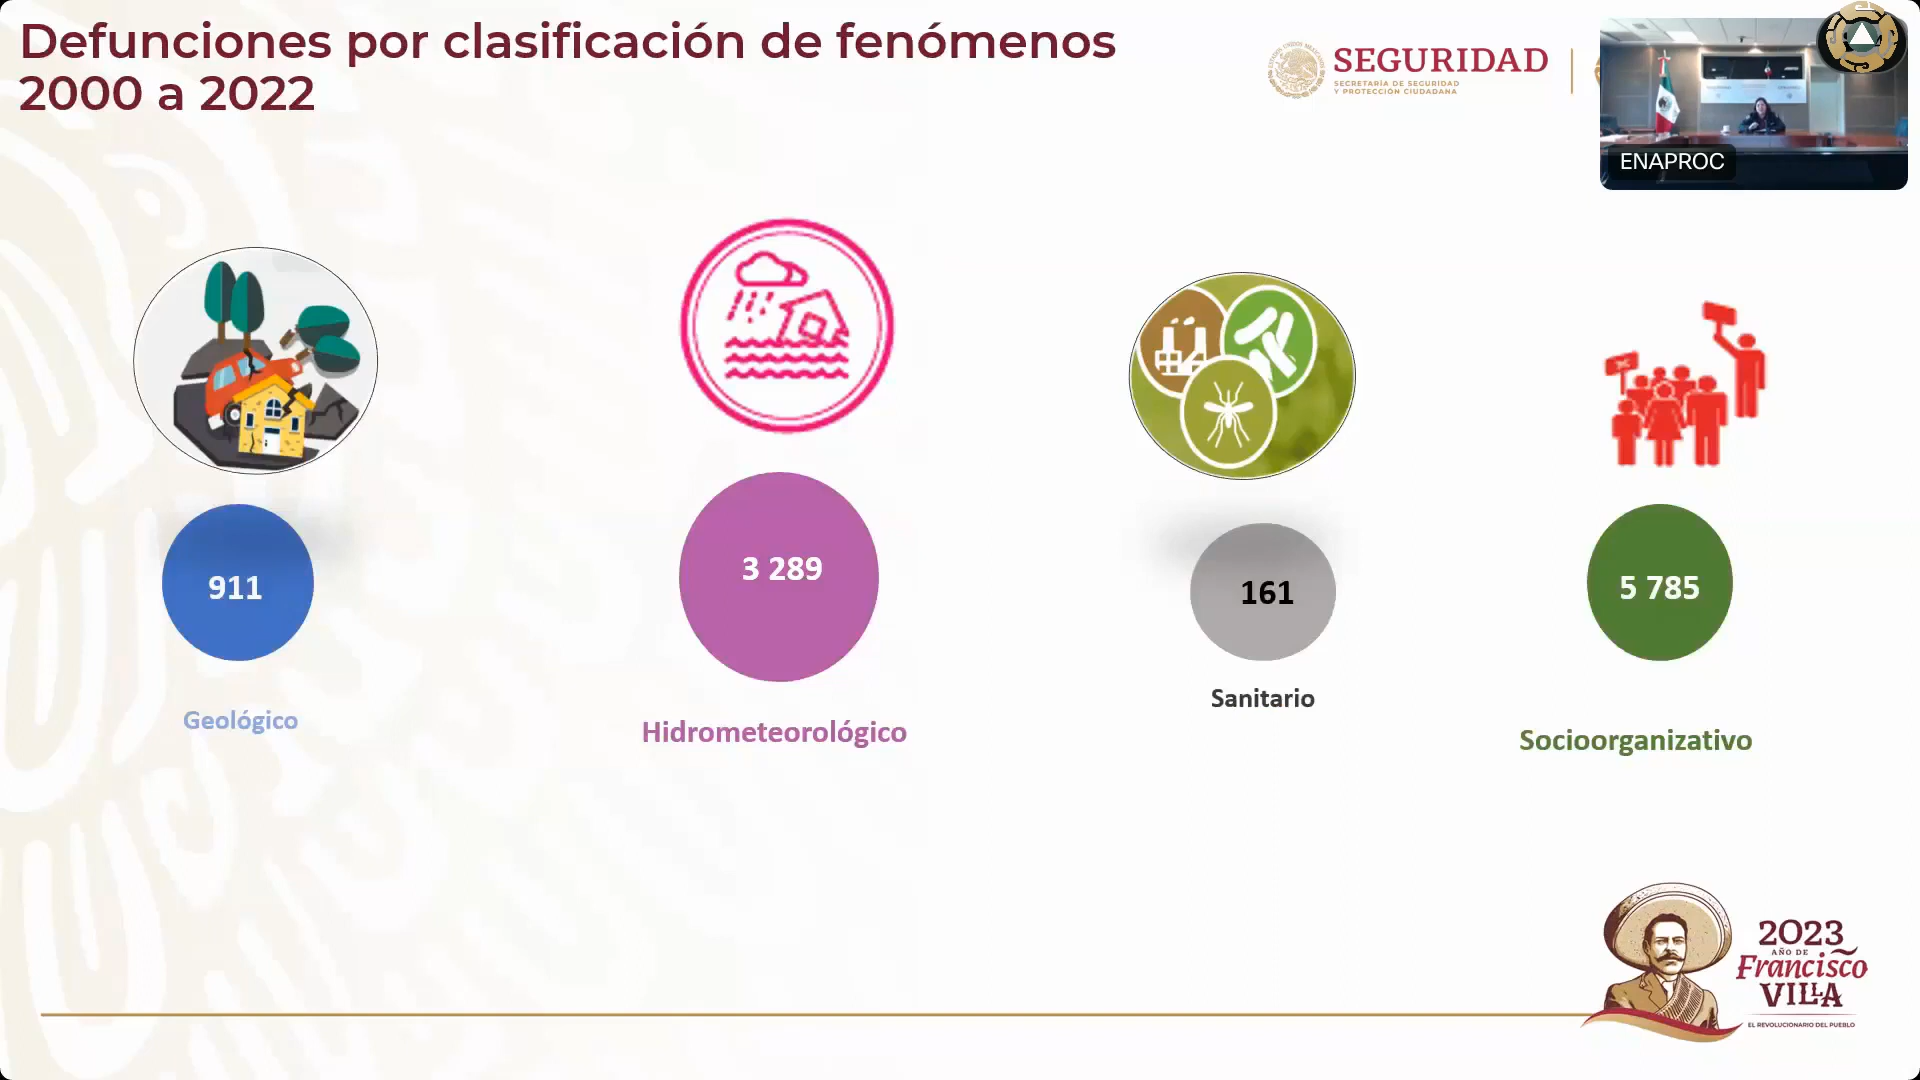 Defunciones por clasificación de fenómenos
2000 a 2022
SEGURIDAD
SECRETARÍA DE SEGURIDAD
Y PROTECCIÓN CIUDADANA
ENAPROC
911
3 289
161
5 785
Geológico
Hidrometeorológico
Sanitario
Socioorganizativo
2023
AÑO DE
Francisco
VILLA
EL REVOLUCIONARIO DEL PUEBLO